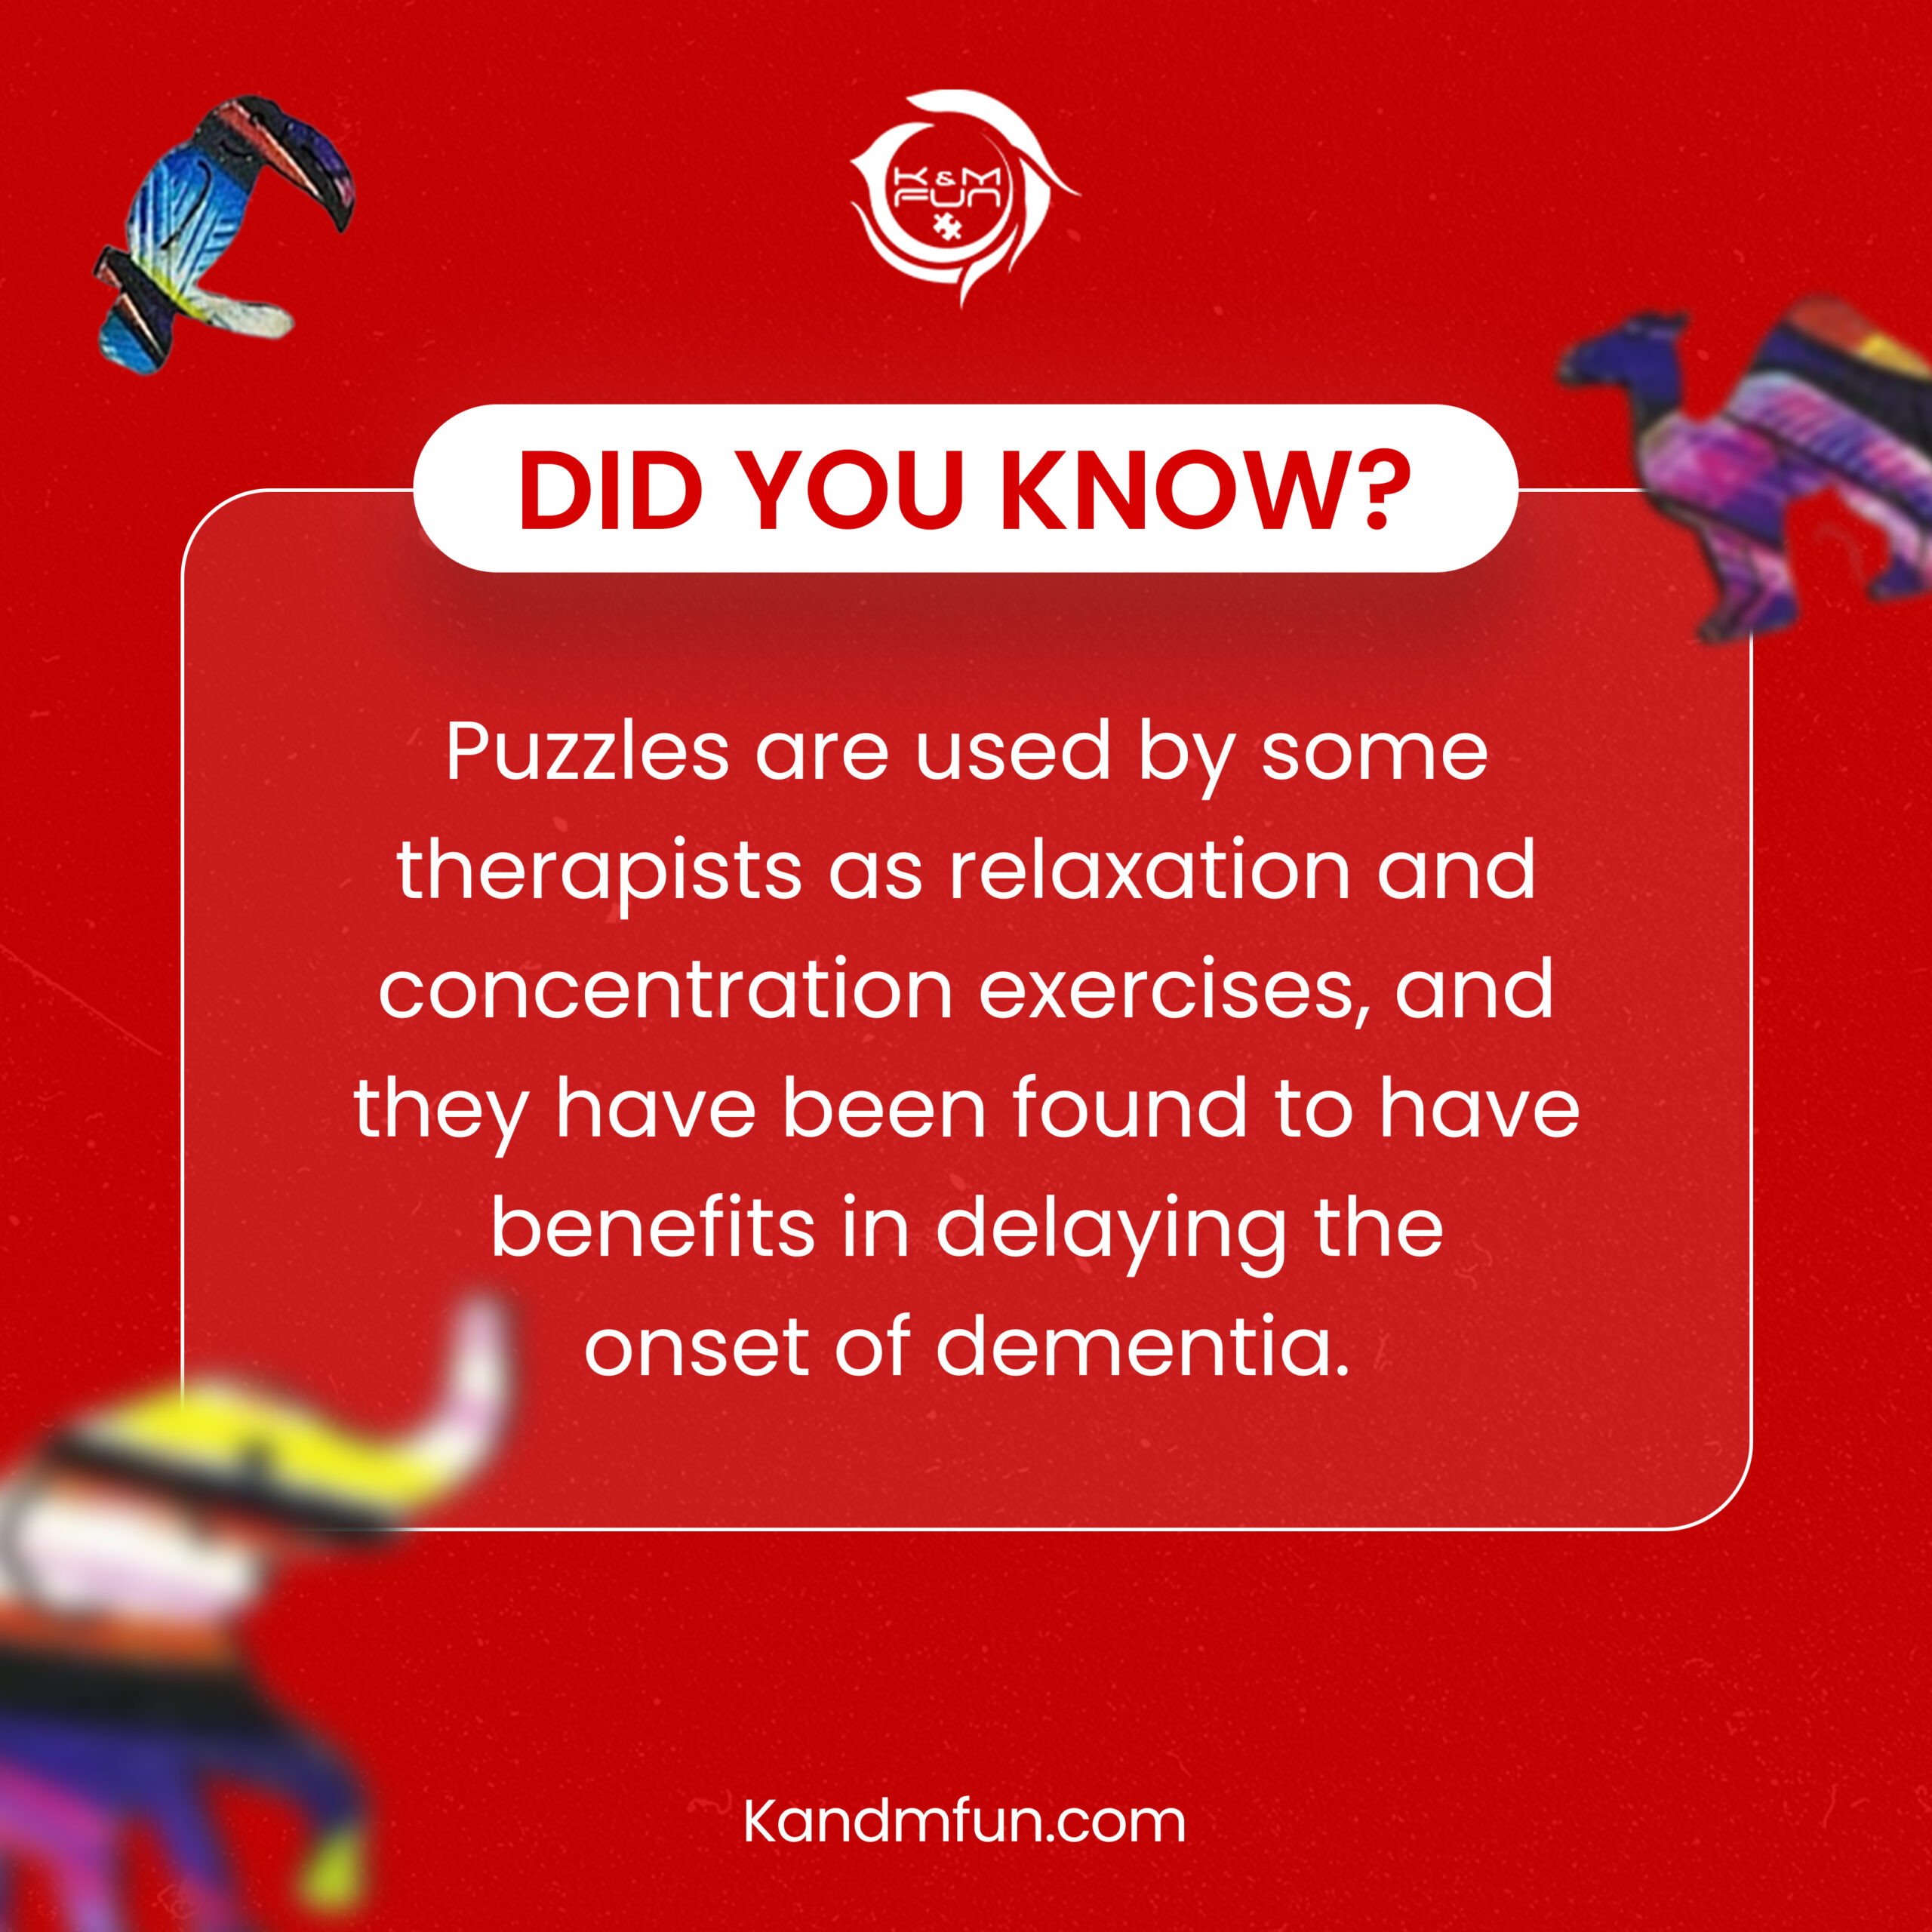 K & M
FUN
DID YOU KNOW?
Puzzles are used by some
therapists as relaxation and
concentration exercises, and
they have been found to have
benefits in delaying the
onset of dementia.
Kandmfun.com